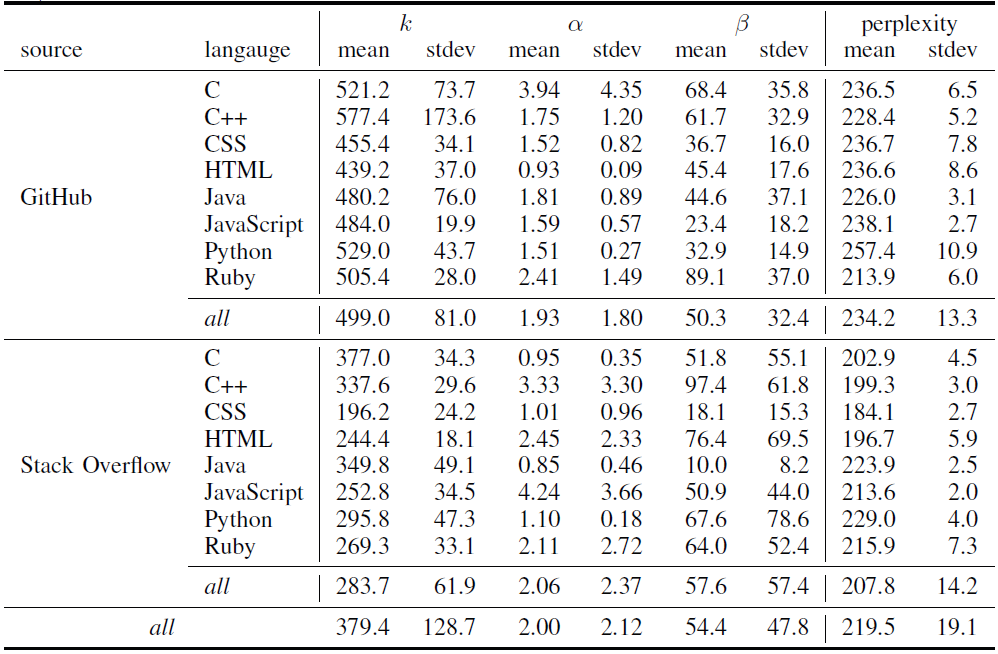 k α β perplexity
source langauge mean stdev mean stdev mean stdev mean stdev
C 521.2 73.7 3.94 4.35 68.4 35.8 236.5 6.5
C++ 577.4 173.6 1.75 1.20 61.7 32.9 228.4 5.2
CSS 455.4 34.1 1.52 0.82 36.7 16.0 236.7 7.8
HTML 439.2 37.0 0.93 0.09 45.4 17.6 236.6 8.6
GitHub Java 480.2 76.0 1.81 0.89 44.6 37.1 226.0 3.1
JavaScript 484.0 19.9 1.59 0.57 23.4 18.2 238.1 2.7
Python 529.0 43.7 1.51 0.27 32.9 14.9 257.4 10.9
Ruby 505.4 28.0 2.41 1.49 89.1 37.0 213.9 6.0
all 499.0 81.0 1.93 1.80 50.3 32.4 234.2 13.3
C 377.0 34.3 0.95 0.35 51.8 55.1 202.9 4.5
C++ 337.6 29.6 3.33 3.30 97.4 61.8 199.3 3.0
CSS 196.2 24.2 1.01 0.96 18.1 15.3 184.1 2.7
HTML 244.4 18.1 2.45 2.33 76.4 69.5 196.7 5.9
Stack Overflow Java 349.8 49.1 0.85 0.46 10.0 8.2 223.9 2.5
JavaScript 252.8 34.5 4.24 3.66 50.9 44.0 213.6 2.0
Python 295.8 47.3 1.10 0.18 67.6 78.6 229.0 4.0
Ruby 269.3 33.1 2.11 2.72 64.0 52.4 215.9 7.3
all 283.7 61.9 2.06 2.37 57.6 57.4 207.8 14.2
all 379.4 128.7 2.00 2.12 54.4 47.8 219.5 19.1